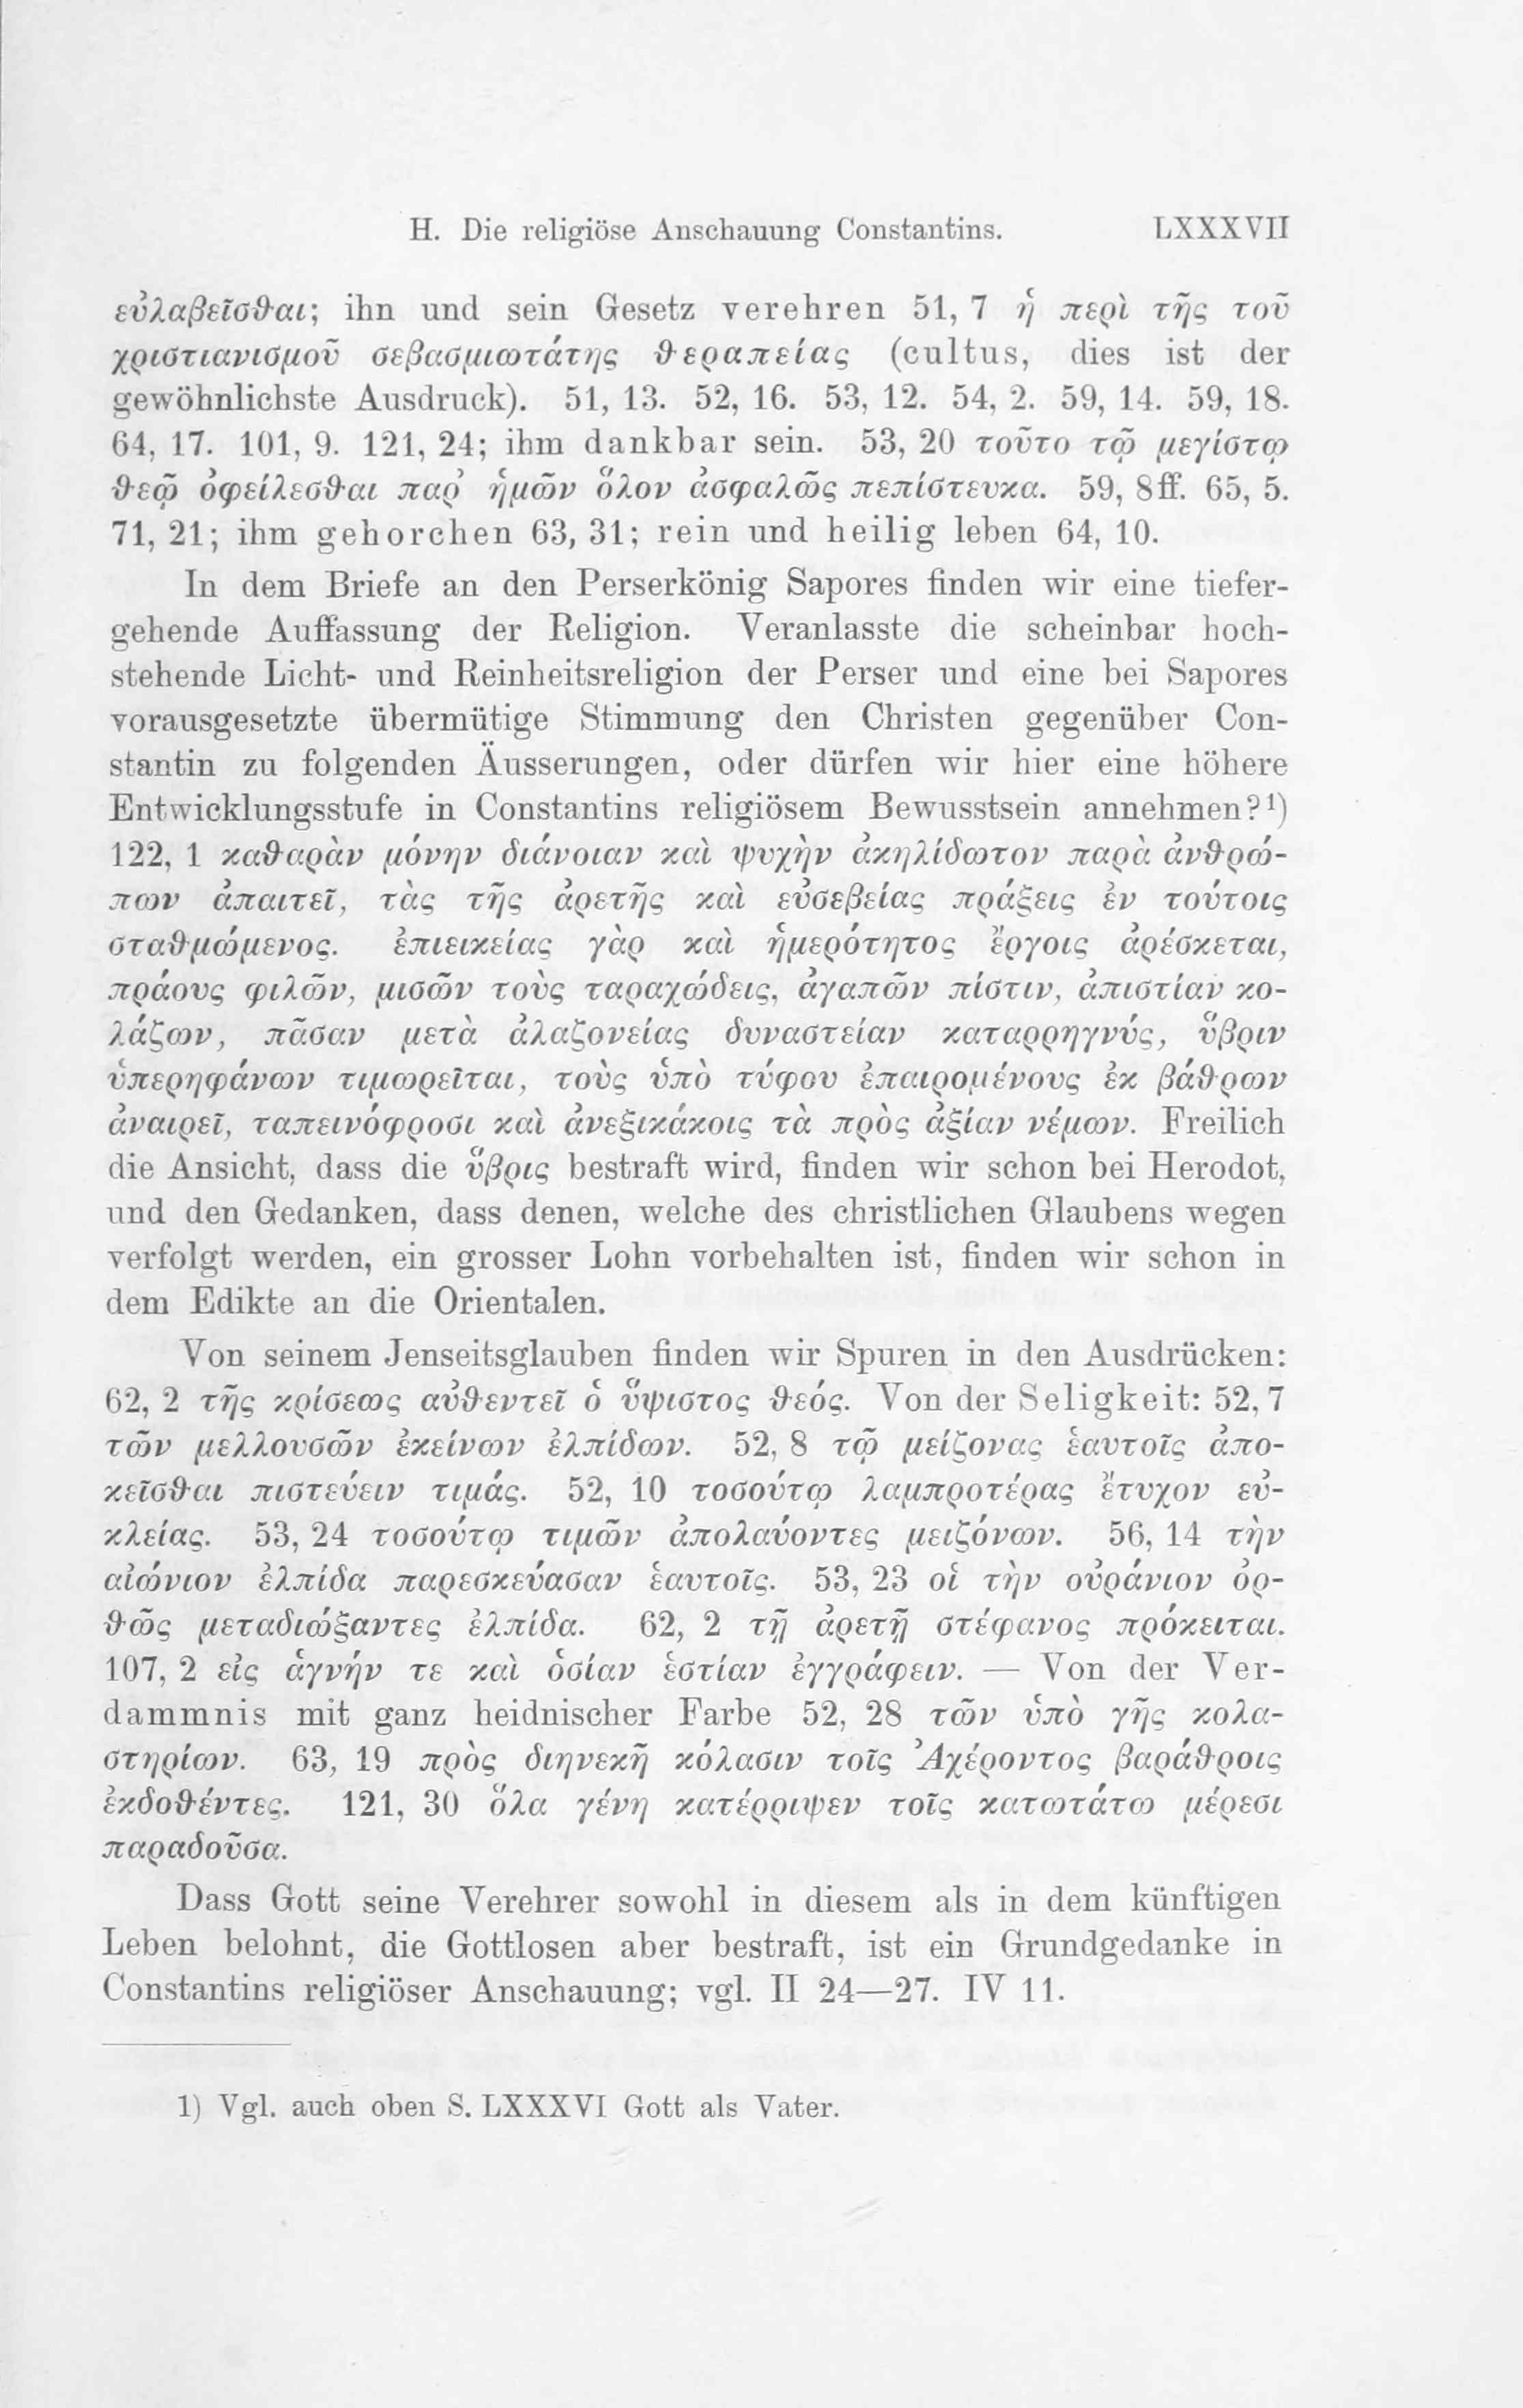 H. Die religiöse Anschauung Constantins. LXXXVII
εὐλαβεῖσθαι; ihn und sein Gesetz verehren 51, 7 ἡ περὶ τῆς τοῦ
χριστιανισμοῦ σεβασμιωτάτης θεραπείας (cultus, dies ist der
gewöhnlichste Ausdruck). 51, 13. 52, 16. 53, 12. 54, 2. 59, 14. 59, 18.
64, 17. 101, 9. 121, 24; ihm dankbar sein. 53, 20 τοῦτο τῷ μεγίστῳ
θεῷ ὀφείλεσθαι παρ᾽ ἡμῶν ὅλον ἀσφαλῶς πεπίστευκα. 59, 8ff. 65, 5.
71, 21; ihm gehorchen 63, 31; rein und heilig leben 64, 10.
In dem Briefe an den Perserkönig Sapores finden wir eine tiefer-
gehende Auffassung der Religion. Veranlasste die scheinbar hoch-
stehende Licht- und Reinheitsreligion der Perser und eine bei Sapores
vorausgesetzte übermütige Stimmung den Christen gegenüber Con-
stantin zu folgenden Äusserungen, oder dürfen wir hier eine höhere
Entwicklungsstufe in Constantins religiösem Bewusstsein annehmen?¹)
122, 1 καθαρὰν μόνην διάνοιαν καὶ ψυχὴν ἀκηλίδωτον παρὰ ἀνθρώ-
πων ἀπαιτεῖ, τὰς τῆς ἀρετῆς καὶ εὐσεβείας πράξεις ἐν τούτοις
σταθμώμενος. ἐπιεικείας γὰρ καὶ ἡμερότητος ἔργοις ἀρέσκεται,
πράους φιλῶν, μισῶν τοὺς ταραχώδεις, ἀγαπῶν πίστιν, ἀπιστίαν κο-
λάζων, πᾶσαν μετὰ ἀλαζονείας δυναστείαν καταρρηγνύς, ὕβριν
ὑπερηφάνων τιμωρεῖται, τοὺς ὑπὸ τύφου ἐπαιρομένους ἐκ βάθρων
ἀναιρεῖ, ταπεινόφροσι καὶ ἀνεξικάκοις τὰ πρὸς ἀξίαν νέμων. Freilich
die Ansicht, dass die ὕβρις bestraft wird, finden wir schon bei Herodot,
und den Gedanken, dass denen, welche des christlichen Glaubens wegen
verfolgt werden, ein grosser Lohn vorbehalten ist, finden wir schon in
dem Edikte an die Orientalen.
Von seinem Jenseitsglauben finden wir Spuren in den Ausdrücken:
62, 2 τῆς κρίσεως αὐθεντεῖ ὁ ὕψιστος θεός. Von der Seligkeit: 52, 7
τῶν μελλουσῶν ἐκείνων ἐλπίδων. 52, 8 τῷ μείζονας ἑαυτοῖς ἀπο-
κεῖσθαι πιστεύειν τιμάς. 52, 10 τοσούτῳ λαμπροτέρας ἔτυχον εὐ-
κλείας. 53, 24 τοσούτῳ τιμῶν ἀπολαύοντες μειζόνων. 56, 14 τὴν
αἰώνιον ἐλπίδα παρεσκεύασαν ἑαυτοῖς. 53, 23 οἱ τὴν οὐράνιον ὀρ-
θῶς μεταδιώξαντες ἐλπίδα. 62, 2 τῇ ἀρετῇ στέφανος πρόκειται.
107, 2 εἰς ἁγνήν τε καὶ ὁσίαν ἑστίαν ἐγγράφειν. — Von der Ver-
dammnis mit ganz heidnischer Farbe 52, 28 τῶν ὑπὸ γῆς κολα-
στηρίων. 63, 19 πρὸς διηνεκῆ κόλασιν τοῖς Ἀχέροντος βαράθροις
ἐκδοθέντες. 121, 30 ὅλα γένη κατέρριψεν τοῖς κατωτάτω μέρεσι
παραδοῦσα.
Dass Gott seine Verehrer sowohl in diesem als in dem künftigen
Leben belohnt, die Gottlosen aber bestraft, ist ein Grundgedanke in
Constantins religiöser Anschauung; vgl. II 24—27. IV 11.
1) Vgl. auch oben S. LXXXVI Gott als Vater.